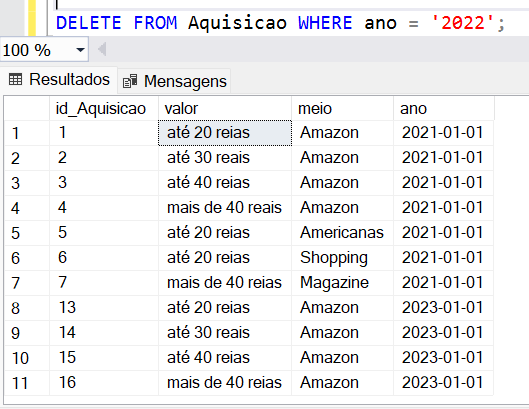 DELETE FROM Aquisicao WHERE ano = '2022';
100 %
Resultados Mensagens
id_Aquisicao valor meio ano
1 1 até 20 reias Amazon 2021-01-01
2 2 até 30 reais Amazon 2021-01-01
3 3 até 40 reias Amazon 2021-01-01
4 4 mais de 40 reais Amazon 2021-01-01
5 5 até 20 reias Americanas 2021-01-01
6 6 até 20 reias Shopping 2021-01-01
7 7 mais de 40 reias Magazine 2021-01-01
8 13 até 20 reias Amazon 2023-01-01
9 14 até 30 reais Amazon 2023-01-01
10 15 até 40 reias Amazon 2023-01-01
11 16 mais de 40 reias Amazon 2023-01-01